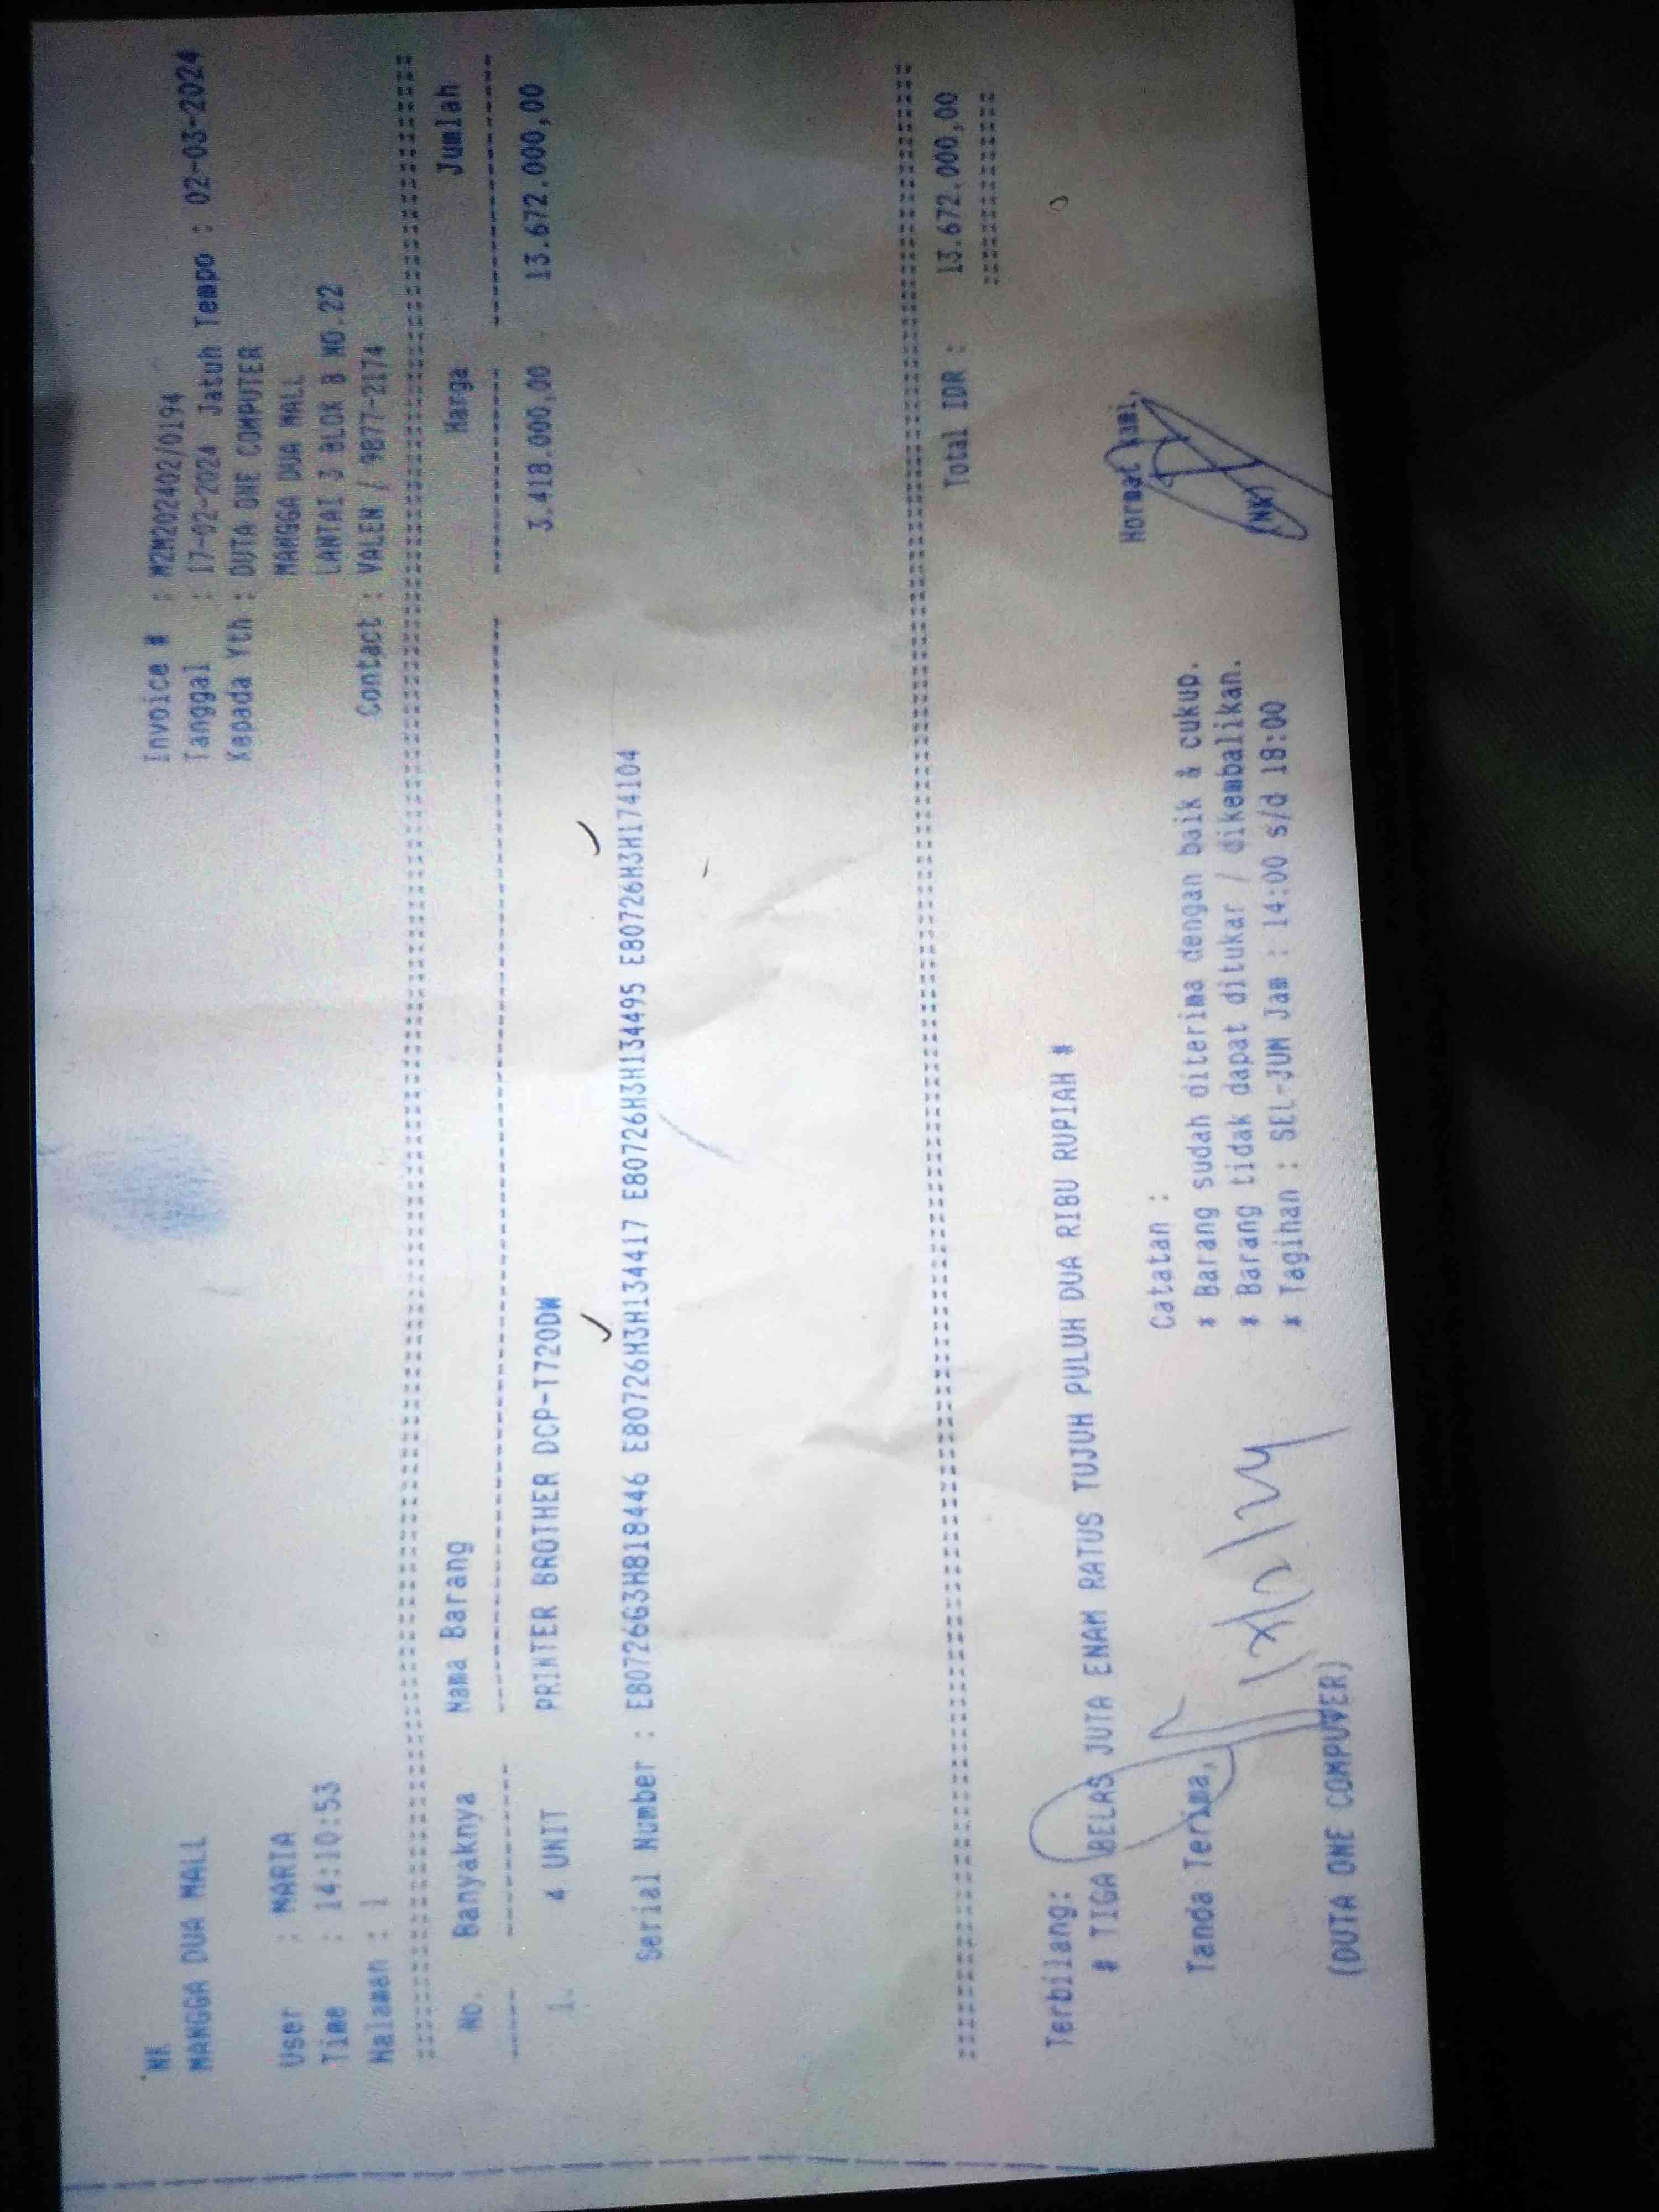 NK
MANGGA DUA MALL
User : MARIA
Time : 14:10:53
Halaman : 1
Invoice # : M2M202402/0194
Tanggal : 17-02-2024 Jatuh Tempo : 02-03-2024
Kepada Yth : DUTA ONE COMPUTER
MANGGA DUA MALL
LANTAI 3 BLOK B NO.22
Contact : VALEN / 9877-2174
No. Banyaknya Nama Barang Harga Jumlah
1. 4 UNIT PRINTER BROTHER DCP-T720DW 3.418.000,00 13.672.000,00
Serial Number : E80726G3H818446 E80726H3H134417 E80726H3H134495 E80726H3H174104
Total IDR : 13.672.000,00
Terbilang:
# TIGA BELAS JUTA ENAM RATUS TUJUH PULUH DUA RIBU RUPIAH #
Tanda Terima,
(DUTA ONE COMPUTER)
Catatan :
* Barang sudah diterima dengan baik & cukup.
* Barang tidak dapat ditukar / dikembalikan.
* Tagihan : SEL-JUM Jam : 14:00 s/d 18:00
Hormat kami,
(NK)